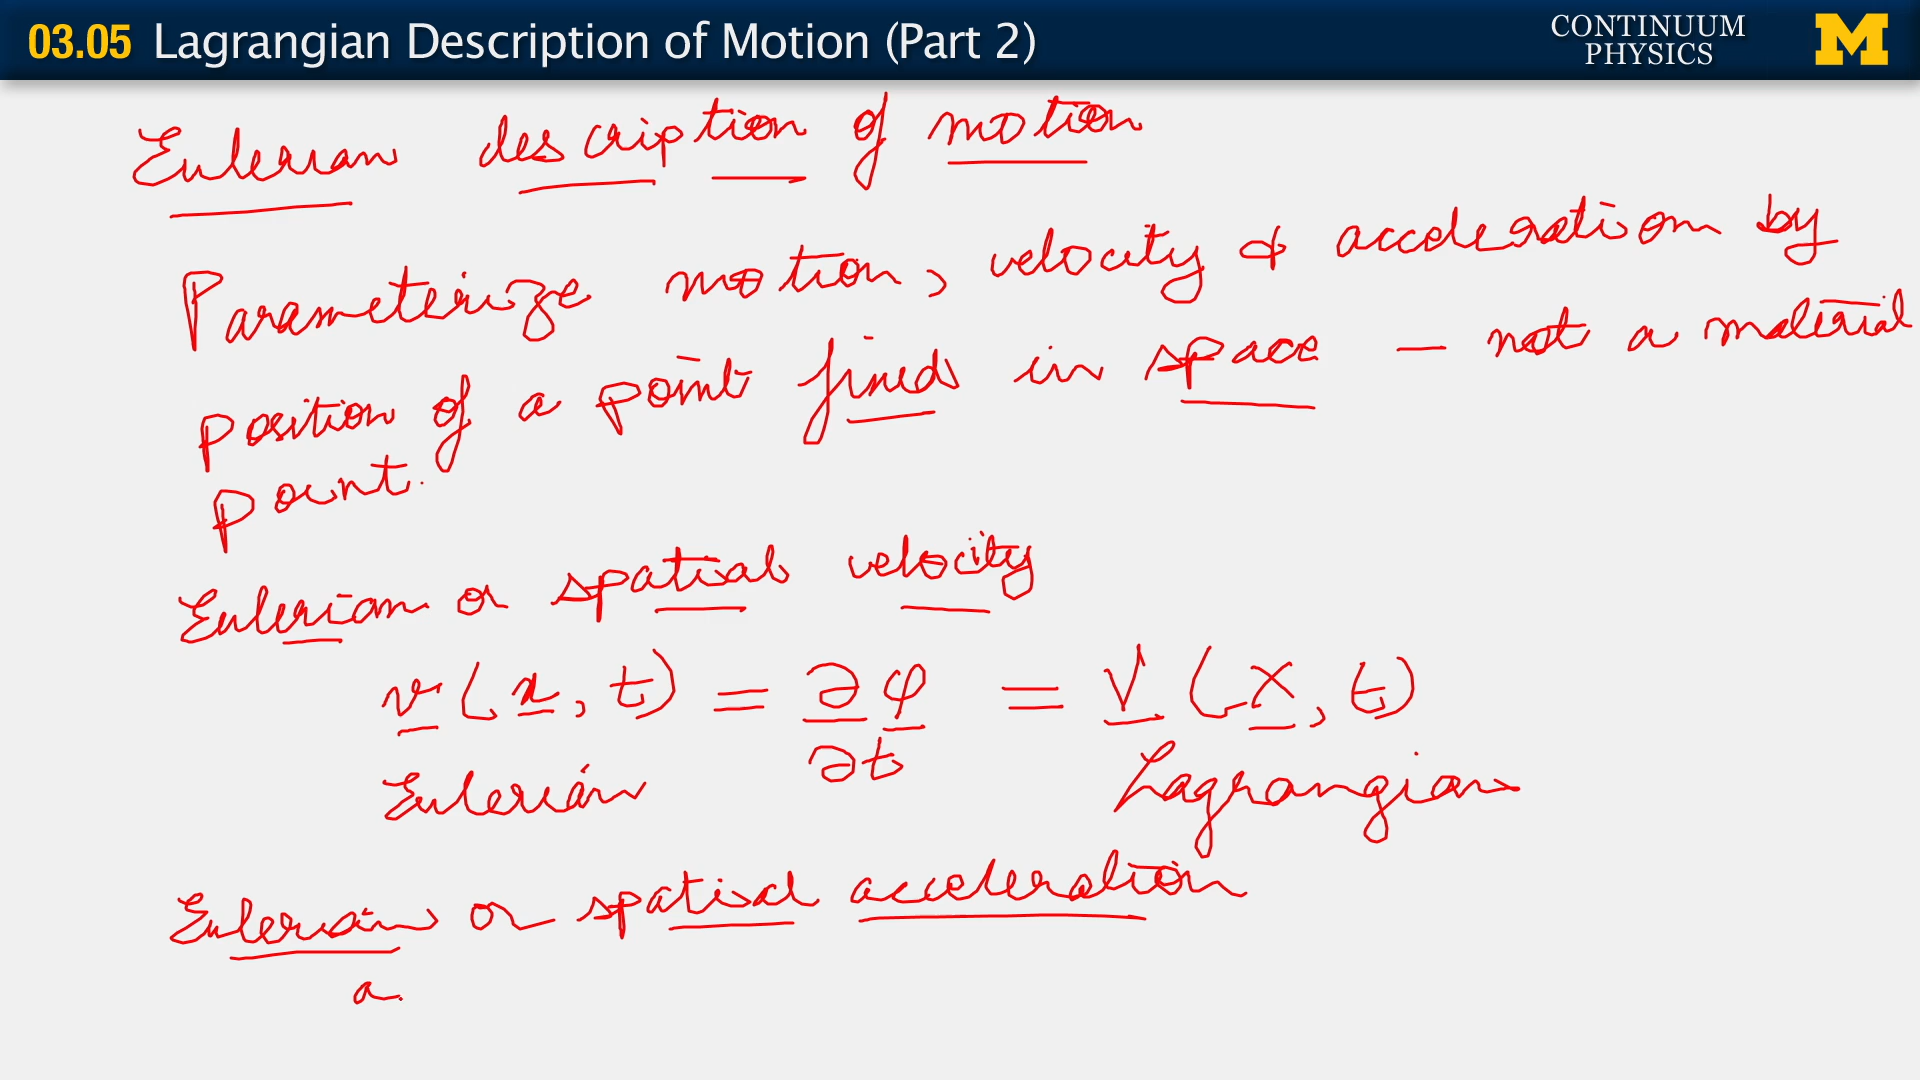 03.05 Lagrangian Description of Motion (Part 2)
CONTINUUM
PHYSICS
M
Eulerian description of motion
Parameterize motion, velocity & acceleration by
position of a point fixed in space – not a material
point.
Eulerian or spatial velocity
v(x, t) = ∂φ/∂t = V(X, t)
Eulerian Lagrangian
Eulerian or spatial acceleration
a